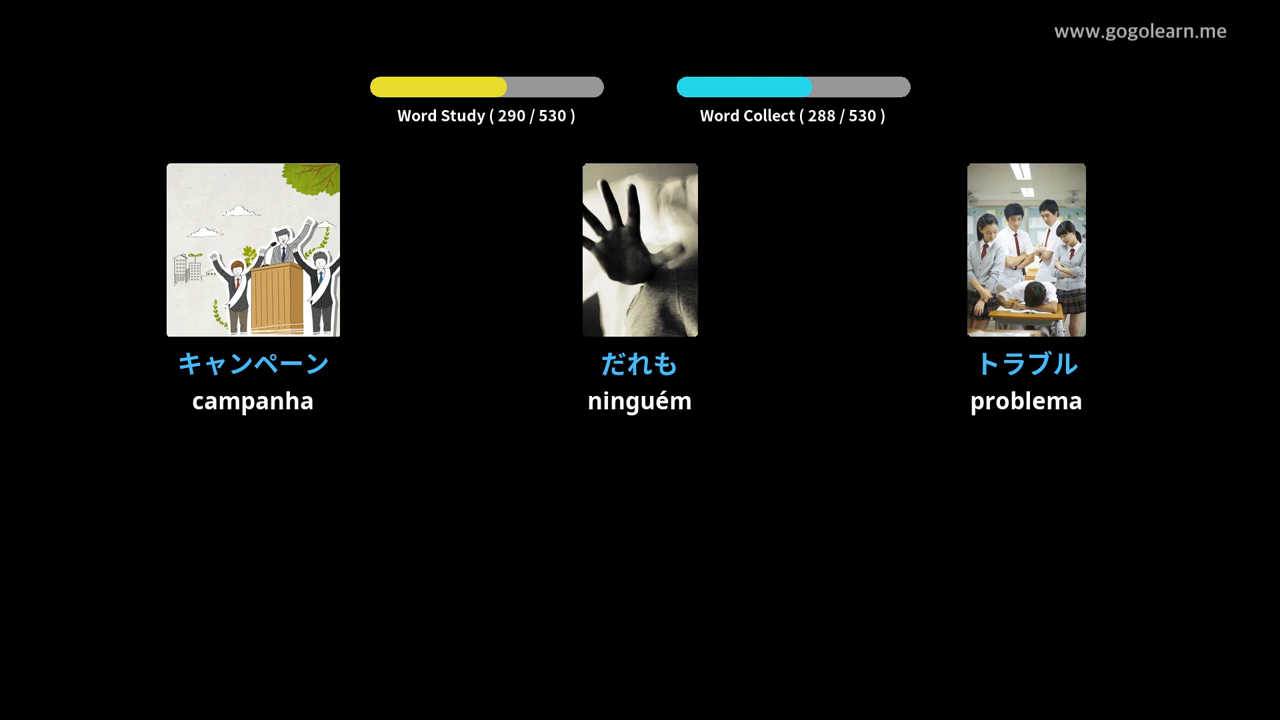 www.gogolearn.me
Word Study ( 290 / 530 )
Word Collect ( 288 / 530 )
キャンペーン
だれも
トラブル
campanha
ninguém
problema